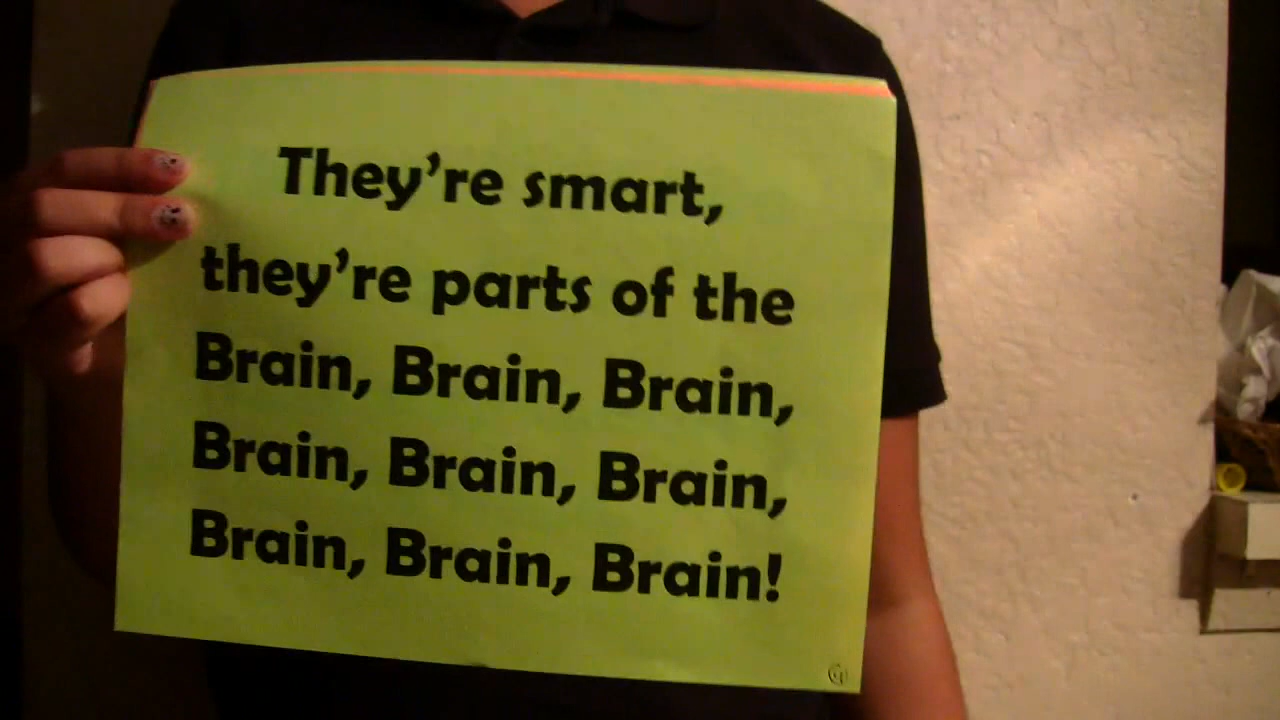 They're smart,
they're parts of the
Brain, Brain, Brain,
Brain, Brain, Brain,
Brain, Brain, Brain!